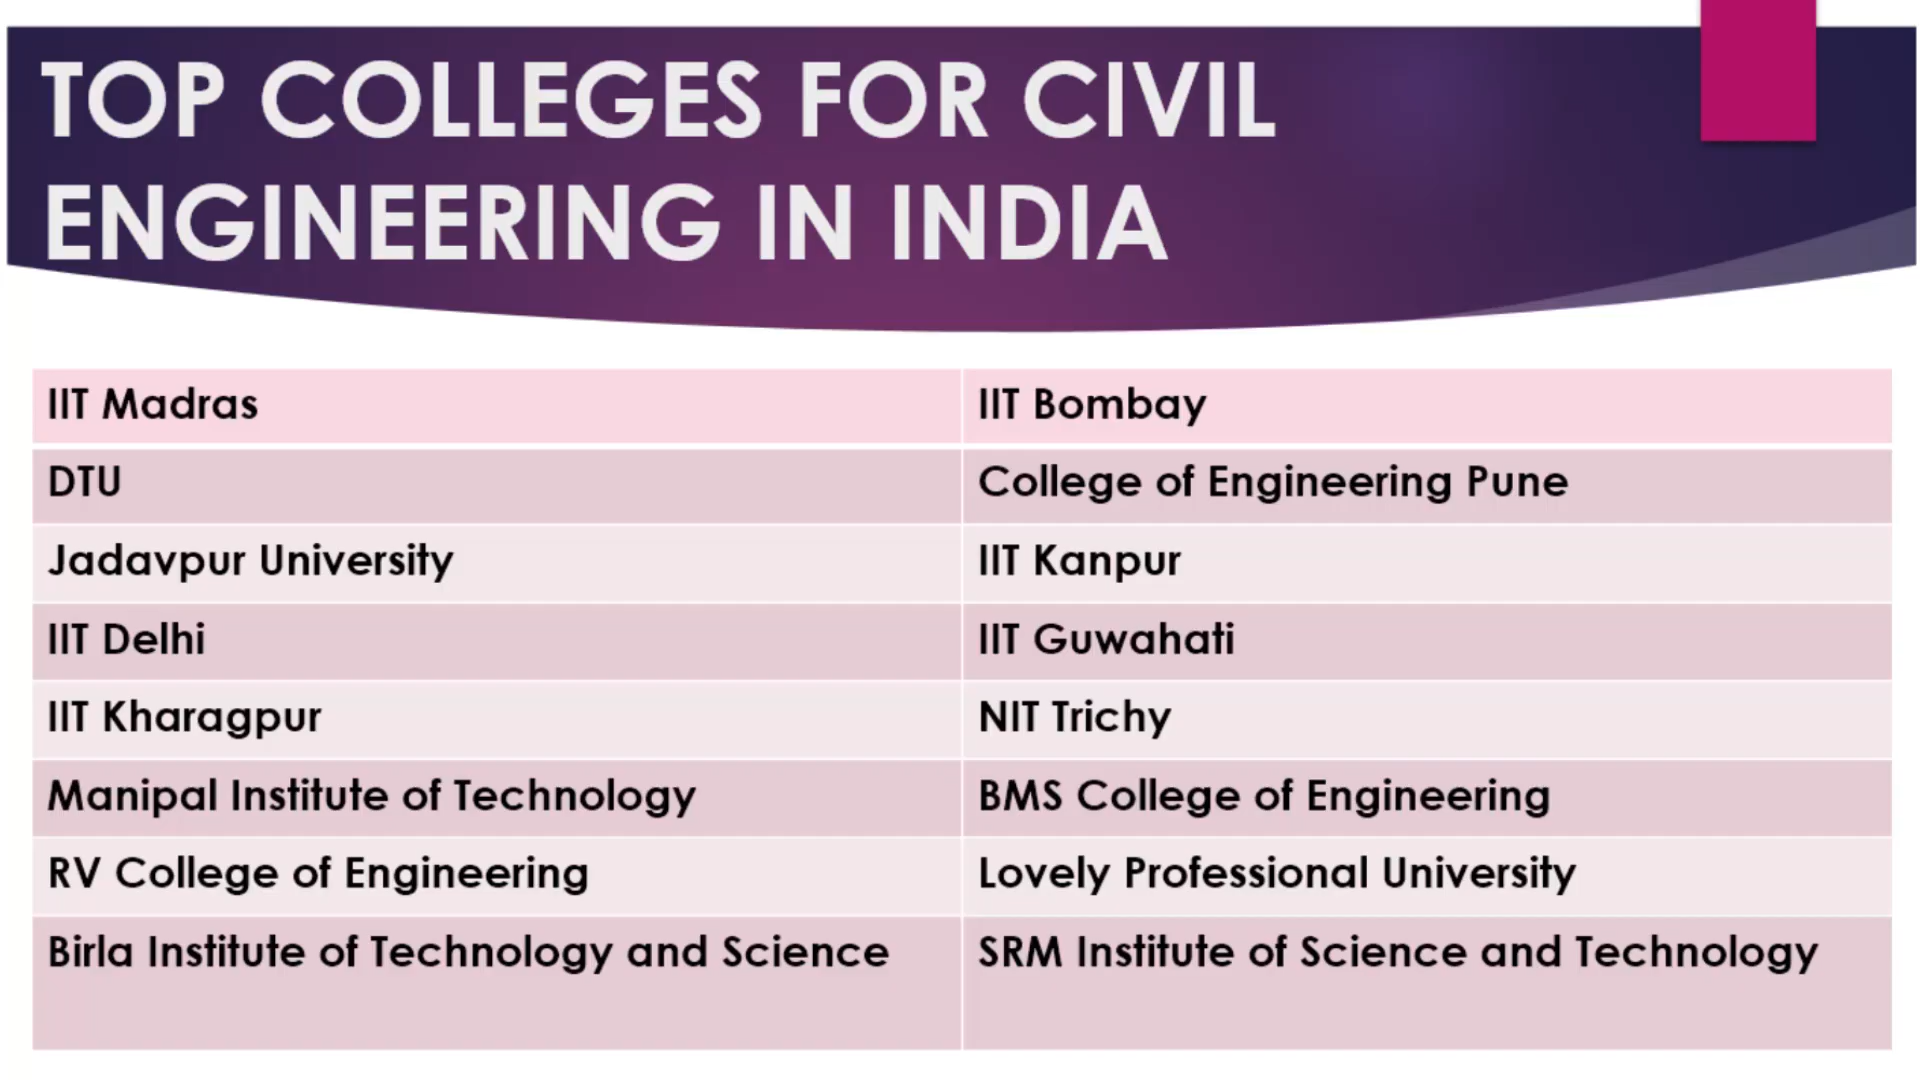 TOP COLLEGES FOR CIVIL
ENGINEERING IN INDIA
IIT Madras
IIT Bombay
DTU
College of Engineering Pune
Jadavpur University
IIT Kanpur
IIT Delhi
IIT Guwahati
IIT Kharagpur
NIT Trichy
Manipal Institute of Technology
BMS College of Engineering
RV College of Engineering
Lovely Professional University
Birla Institute of Technology and Science
SRM Institute of Science and Technology